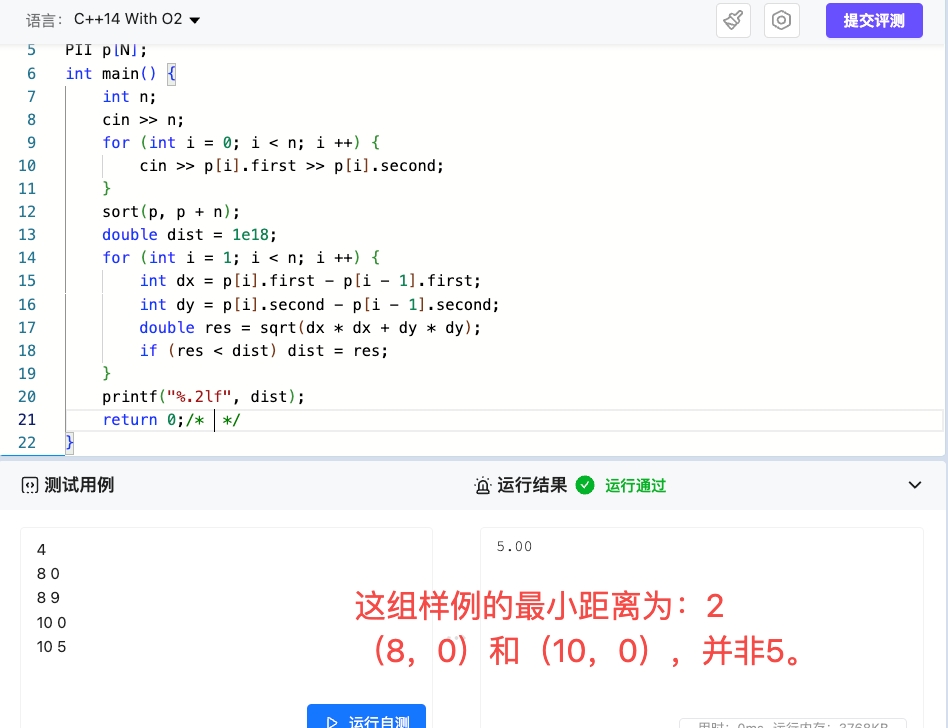 语言： C++14 With O2
提交评测
5 PII p[N];
6 int main() {
7 int n;
8 cin >> n;
9 for (int i = 0; i < n; i ++) {
10 cin >> p[i].first >> p[i].second;
11 }
12 sort(p, p + n);
13 double dist = 1e18;
14 for (int i = 1; i < n; i ++) {
15 int dx = p[i].first - p[i - 1].first;
16 int dy = p[i].second - p[i - 1].second;
17 double res = sqrt(dx * dx + dy * dy);
18 if (res < dist) dist = res;
19 }
20 printf("%.2lf", dist);
21 return 0;/* */
22 }
测试用例
运行结果 运行通过
4
8 0
8 9
10 0
10 5
5.00
这组样例的最小距离为：2
（8，0）和（10，0），并非5。
运行自测
用时：0ms 运行内存：3768KB